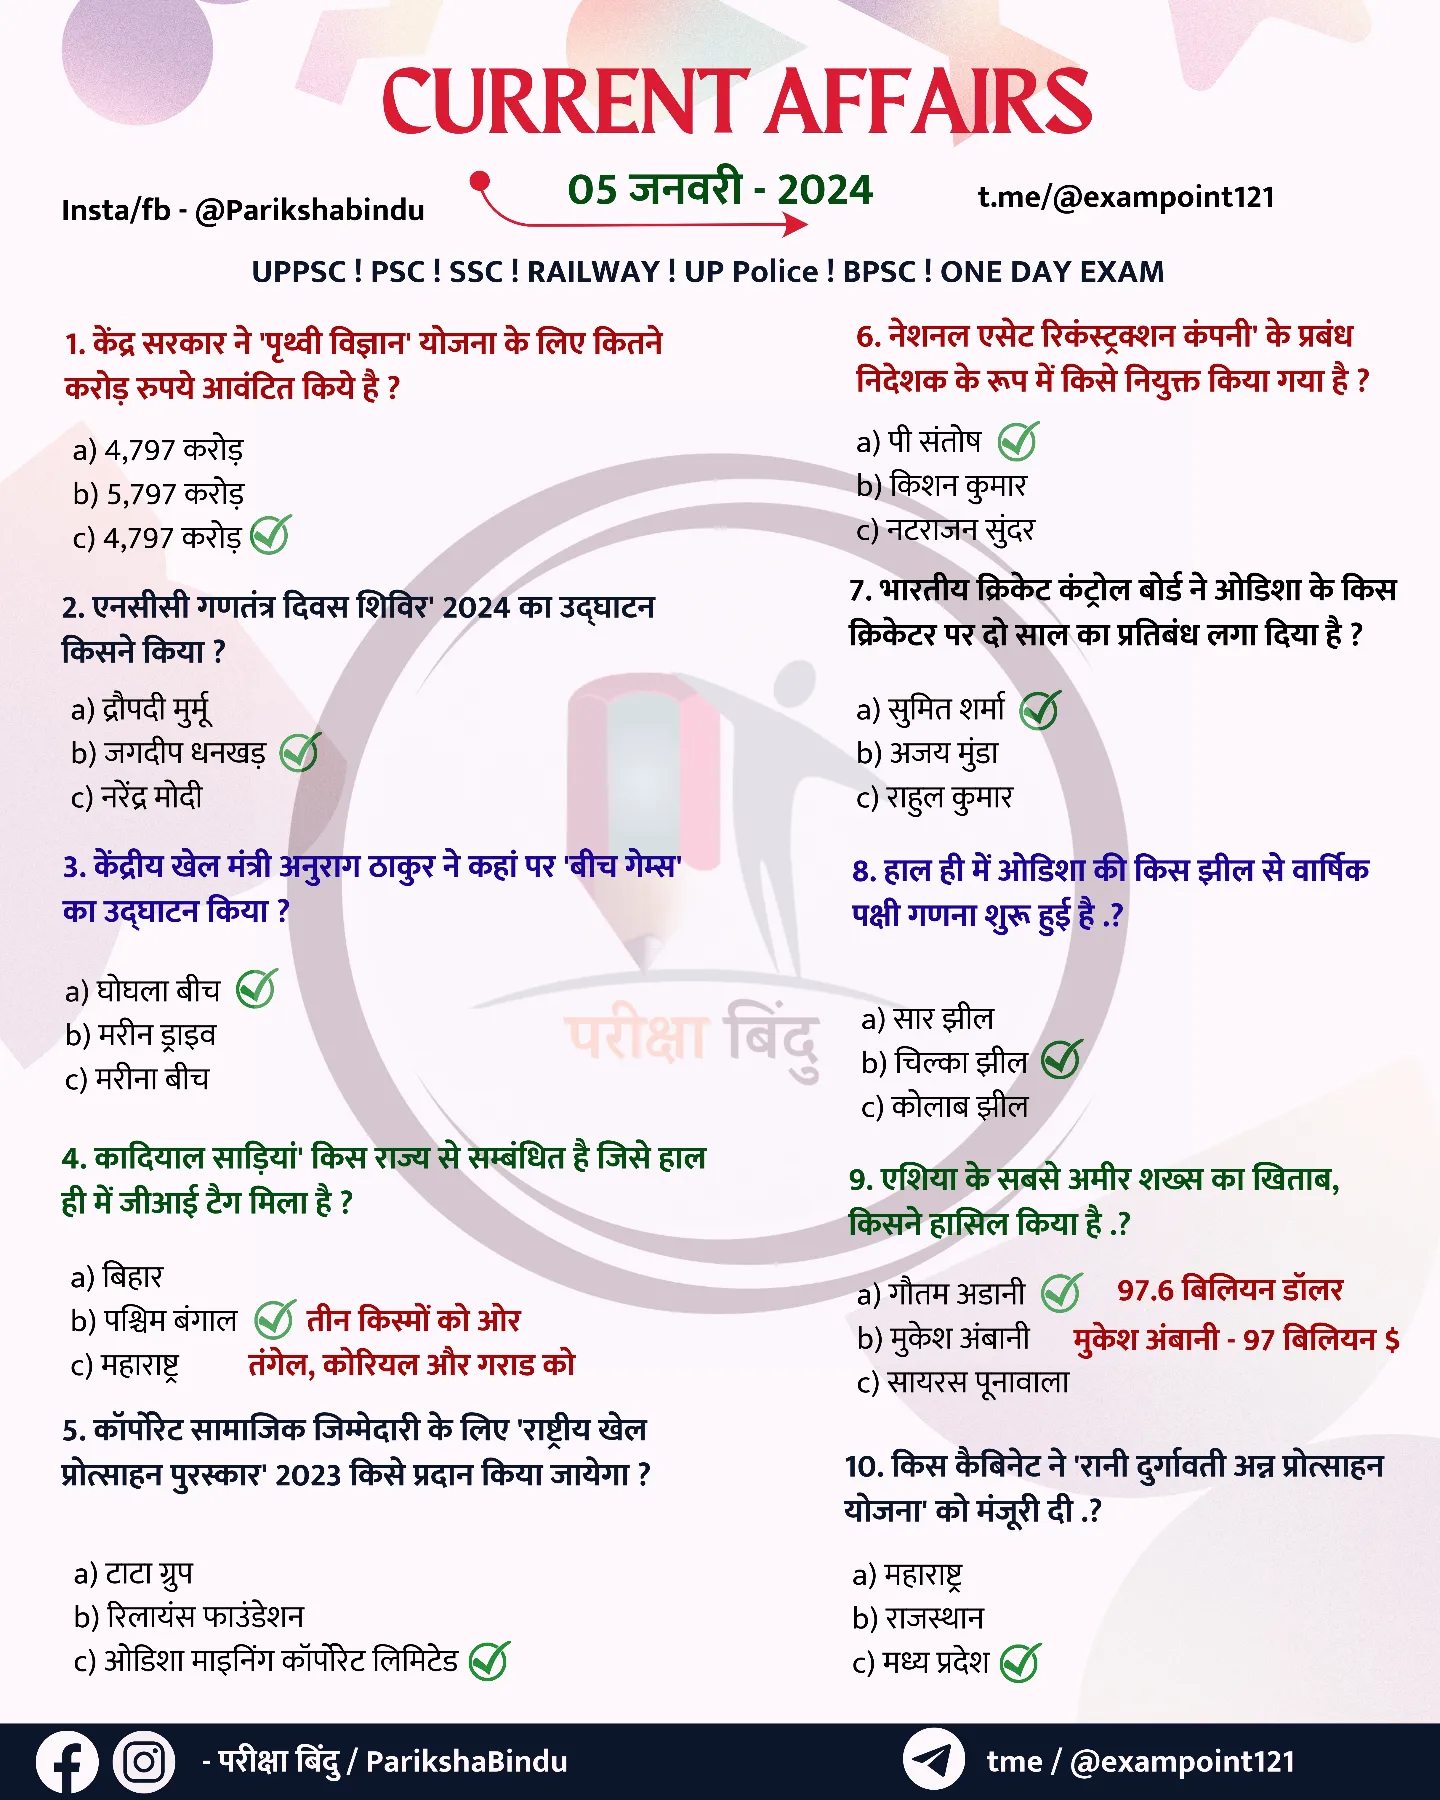 CURRENT AFFAIRS
05 जनवरी - 2024
Insta/fb - @Parikshabindu
t.me/@exampoint121
UPPSC ! PSC ! SSC ! RAILWAY ! UP Police ! BPSC ! ONE DAY EXAM
1. केंद्र सरकार ने 'पृथ्वी विज्ञान' योजना के लिए कितने
करोड़ रुपये आवंटित किये है ?
a) 4,797 करोड़
b) 5,797 करोड़
c) 4,797 करोड़
2. एनसीसी गणतंत्र दिवस शिविर' 2024 का उद्घाटन
किसने किया ?
a) द्रौपदी मुर्मू
b) जगदीप धनखड़
c) नरेंद्र मोदी
3. केंद्रीय खेल मंत्री अनुराग ठाकुर ने कहां पर 'बीच गेम्स'
का उद्घाटन किया ?
a) घोघला बीच
b) मरीन ड्राइव
c) मरीना बीच
4. कादियाल साड़ियां' किस राज्य से सम्बंधित है जिसे हाल
ही में जीआई टैग मिला है ?
a) बिहार
b) पश्चिम बंगाल तीन किस्मों को ओर
c) महाराष्ट्र तंगेल, कोरियल और गराड को
5. कॉर्पोरेट सामाजिक जिम्मेदारी के लिए 'राष्ट्रीय खेल
प्रोत्साहन पुरस्कार' 2023 किसे प्रदान किया जायेगा ?
a) टाटा ग्रुप
b) रिलायंस फाउंडेशन
c) ओडिशा माइनिंग कॉर्पोरेट लिमिटेड
6. नेशनल एसेट रिकंस्ट्रक्शन कंपनी' के प्रबंध
निदेशक के रूप में किसे नियुक्त किया गया है ?
a) पी संतोष
b) किशन कुमार
c) नटराजन सुंदर
7. भारतीय क्रिकेट कंट्रोल बोर्ड ने ओडिशा के किस
क्रिकेटर पर दो साल का प्रतिबंध लगा दिया है ?
a) सुमित शर्मा
b) अजय मुंडा
c) राहुल कुमार
8. हाल ही में ओडिशा की किस झील से वार्षिक
पक्षी गणना शुरू हुई है .?
a) सार झील
b) चिल्का झील
c) कोलाब झील
9. एशिया के सबसे अमीर शख्स का खिताब,
किसने हासिल किया है .?
a) गौतम अडानी 97.6 बिलियन डॉलर
b) मुकेश अंबानी मुकेश अंबानी - 97 बिलियन $
c) सायरस पूनावाला
10. किस कैबिनेट ने 'रानी दुर्गावती अन्न प्रोत्साहन
योजना' को मंजूरी दी .?
a) महाराष्ट्र
b) राजस्थान
c) मध्य प्रदेश
परीक्षा बिंदु
- परीक्षा बिंदु / ParikshaBindu
tme / @exampoint121